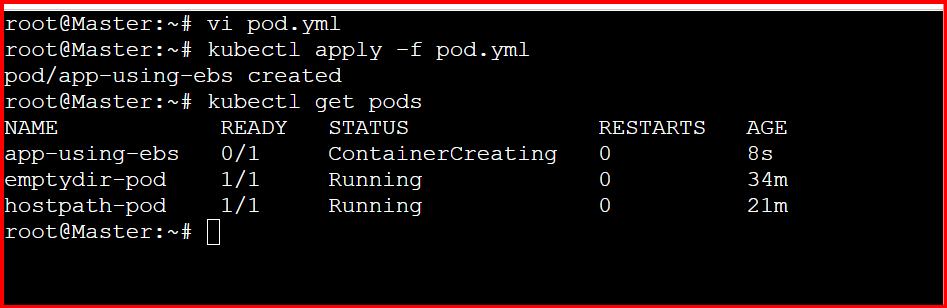 root@Master:~# vi pod.yml
root@Master:~# kubectl apply -f pod.yml
pod/app-using-ebs created
root@Master:~# kubectl get pods
NAME            READY   STATUS              RESTARTS   AGE
app-using-ebs   0/1     ContainerCreating   0          8s
emptydir-pod    1/1     Running             0          34m
hostpath-pod    1/1     Running             0          21m
root@Master:~#